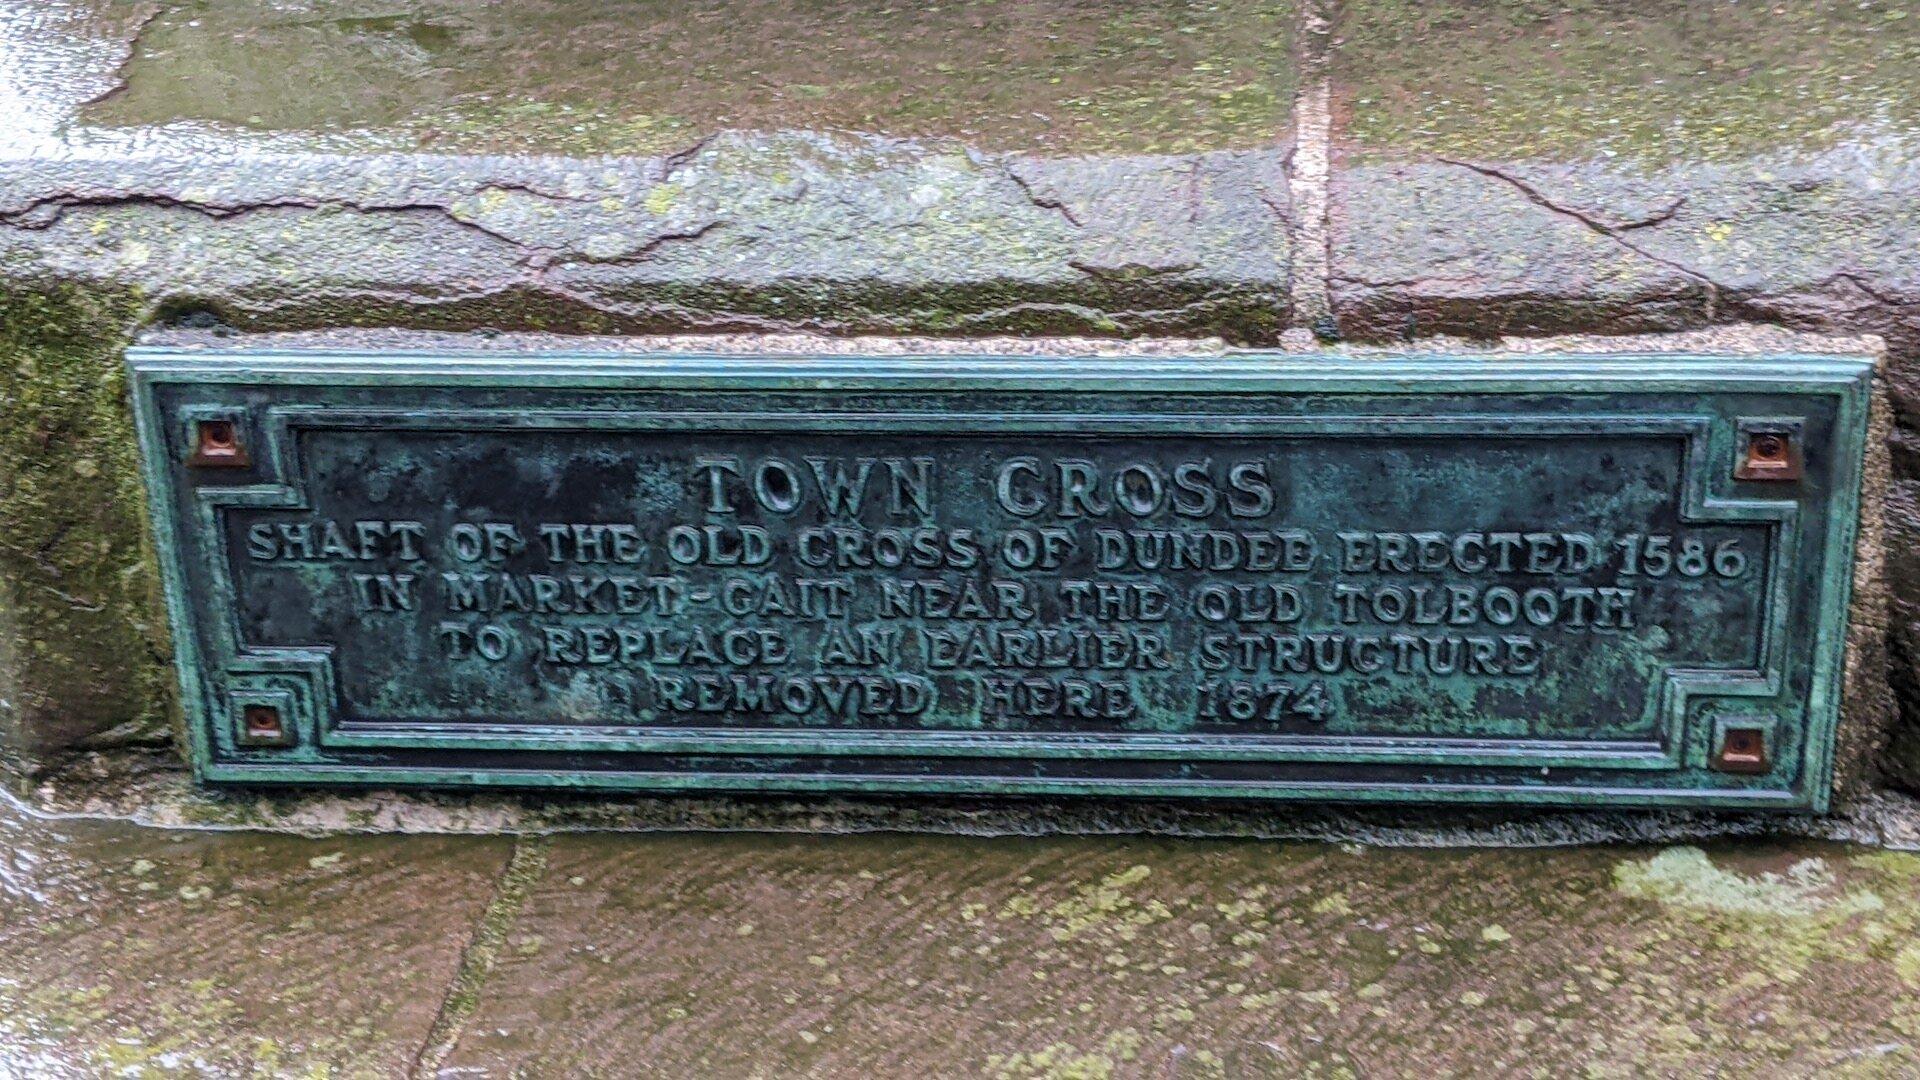 TOWN CROSS
SHAFT OF THE OLD CROSS OF DUNDEE ERECTED 1586
IN MARKET-GAIT NEAR THE OLD TOLBOOTH
TO REPLACE AN EARLIER STRUCTURE
REMOVED HERE 1874